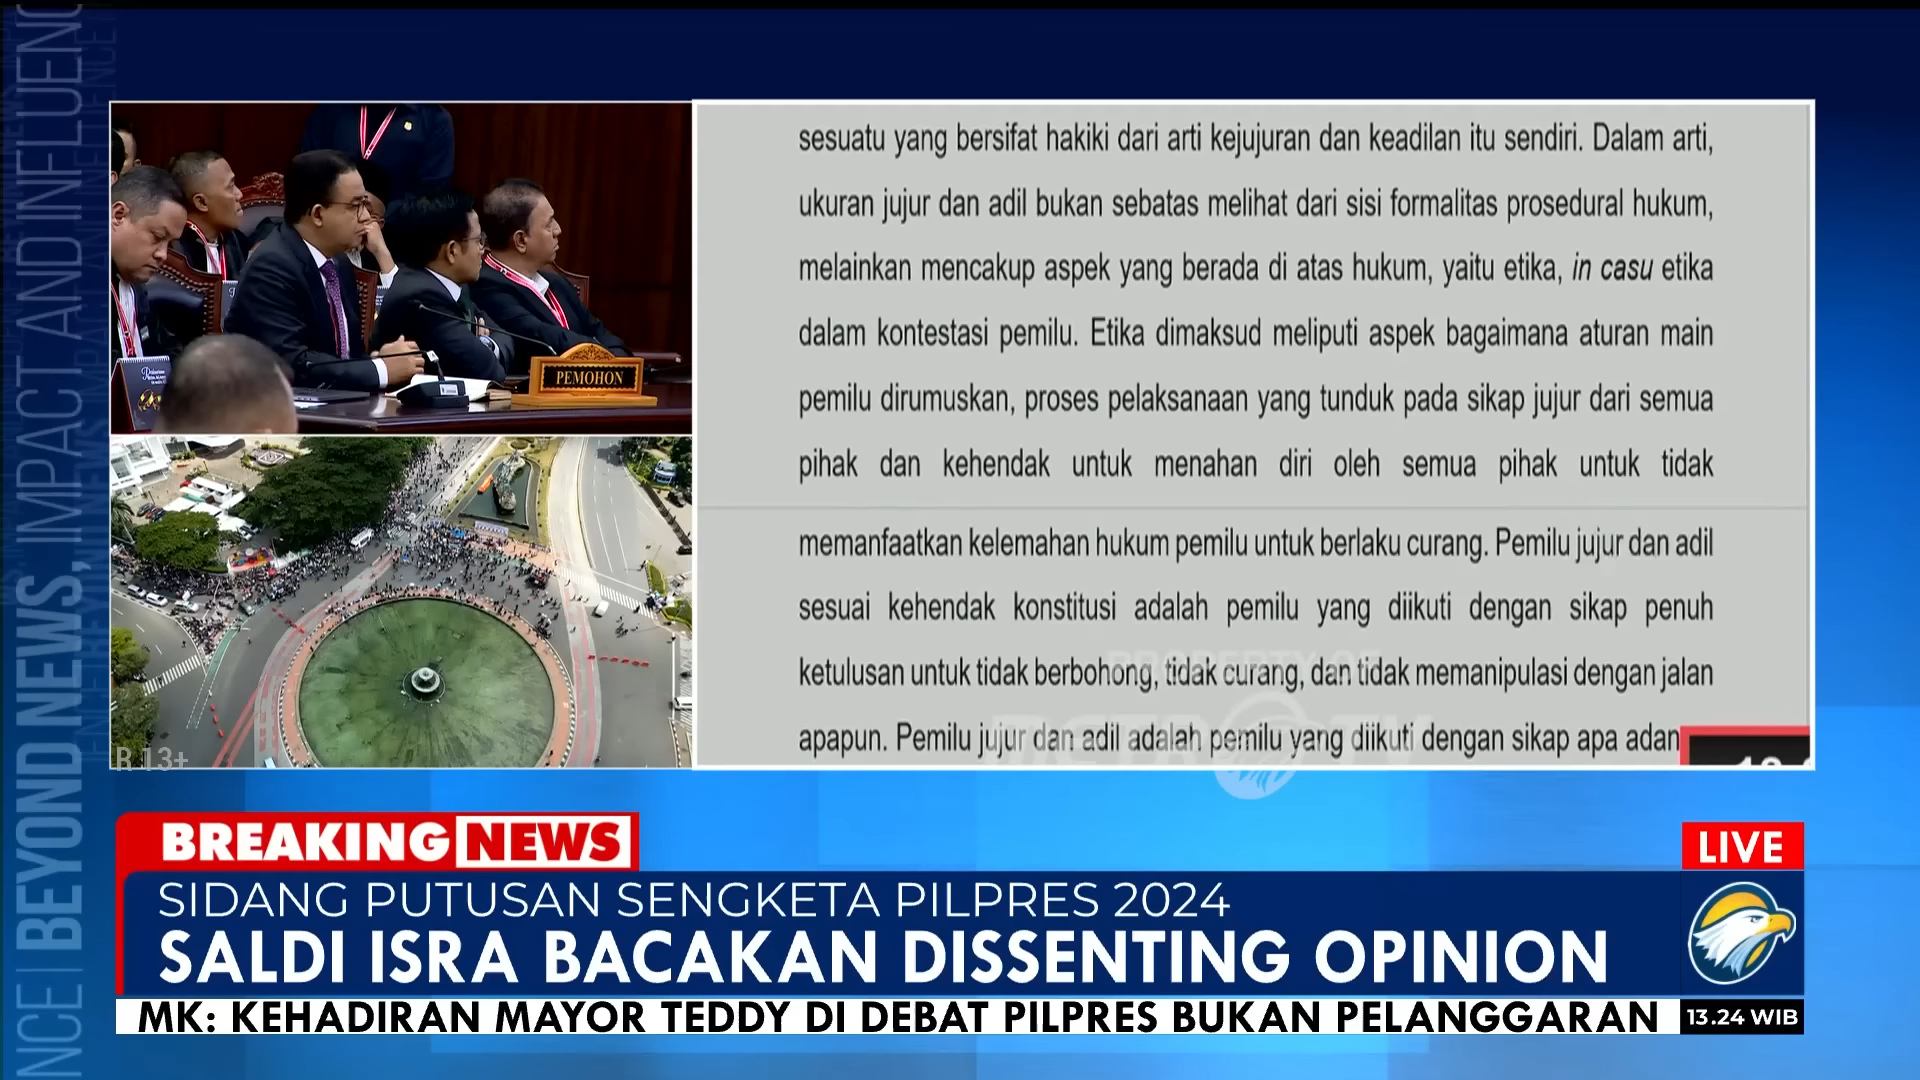 BEYOND NEWS, IMPACT AND INFLUENC
NCE
sesuatu yang bersifat hakiki dari arti kejujuran dan keadilan itu sendiri. Dalam arti,
ukuran jujur dan adil bukan sebatas melihat dari sisi formalitas prosedural hukum,
melainkan mencakup aspek yang berada di atas hukum, yaitu etika, in casu etika
dalam kontestasi pemilu. Etika dimaksud meliputi aspek bagaimana aturan main
pemilu dirumuskan, proses pelaksanaan yang tunduk pada sikap jujur dari semua
pihak dan kehendak untuk menahan diri oleh semua pihak untuk tidak
memanfaatkan kelemahan hukum pemilu untuk berlaku curang. Pemilu jujur dan adil
sesuai kehendak konstitusi adalah pemilu yang diikuti dengan sikap penuh
ketulusan untuk tidak berbohong, tidak curang, dan tidak memanipulasi dengan jalan
apapun. Pemilu jujur dan adil adalah pemilu yang diikuti dengan sikap apa adan
PROPERTY OF
METRO TV
PEMOHON
R 13+
BREAKING NEWS
LIVE
SIDANG PUTUSAN SENGKETA PILPRES 2024
SALDI ISRA BACAKAN DISSENTING OPINION
MK: KEHADIRAN MAYOR TEDDY DI DEBAT PILPRES BUKAN PELANGGARAN
13.24 WIB